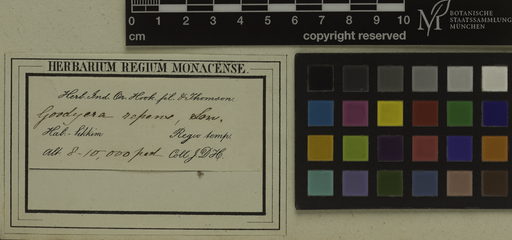 0 1 2 3 4 5 6 7 8 9 10
cm
copyright reserved
BOTANISCHE
STAATSSAMMLUNG
MÜNCHEN
HERBARIUM REGIUM MONACENSE.
Herb. Ind. Or. Hook. fil. & Thomson.
Goodyera repens,
Hab. Sikkim Regio temp.
Alt. 8-10,000 ped. Coll. J.D.H.